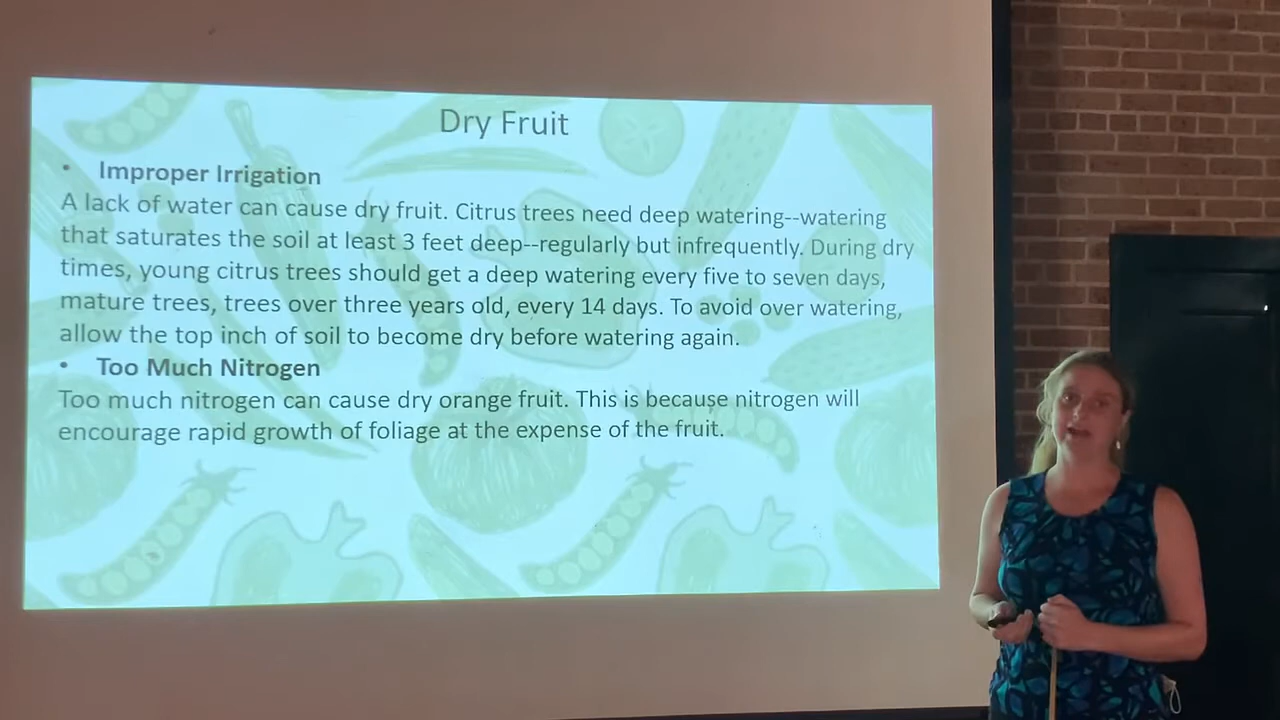 Dry Fruit
• Improper Irrigation
A lack of water can cause dry fruit. Citrus trees need deep watering--watering
that saturates the soil at least 3 feet deep--regularly but infrequently. During dry
times, young citrus trees should get a deep watering every five to seven days,
mature trees, trees over three years old, every 14 days. To avoid over watering,
allow the top inch of soil to become dry before watering again.
• Too Much Nitrogen
Too much nitrogen can cause dry orange fruit. This is because nitrogen will
encourage rapid growth of foliage at the expense of the fruit.